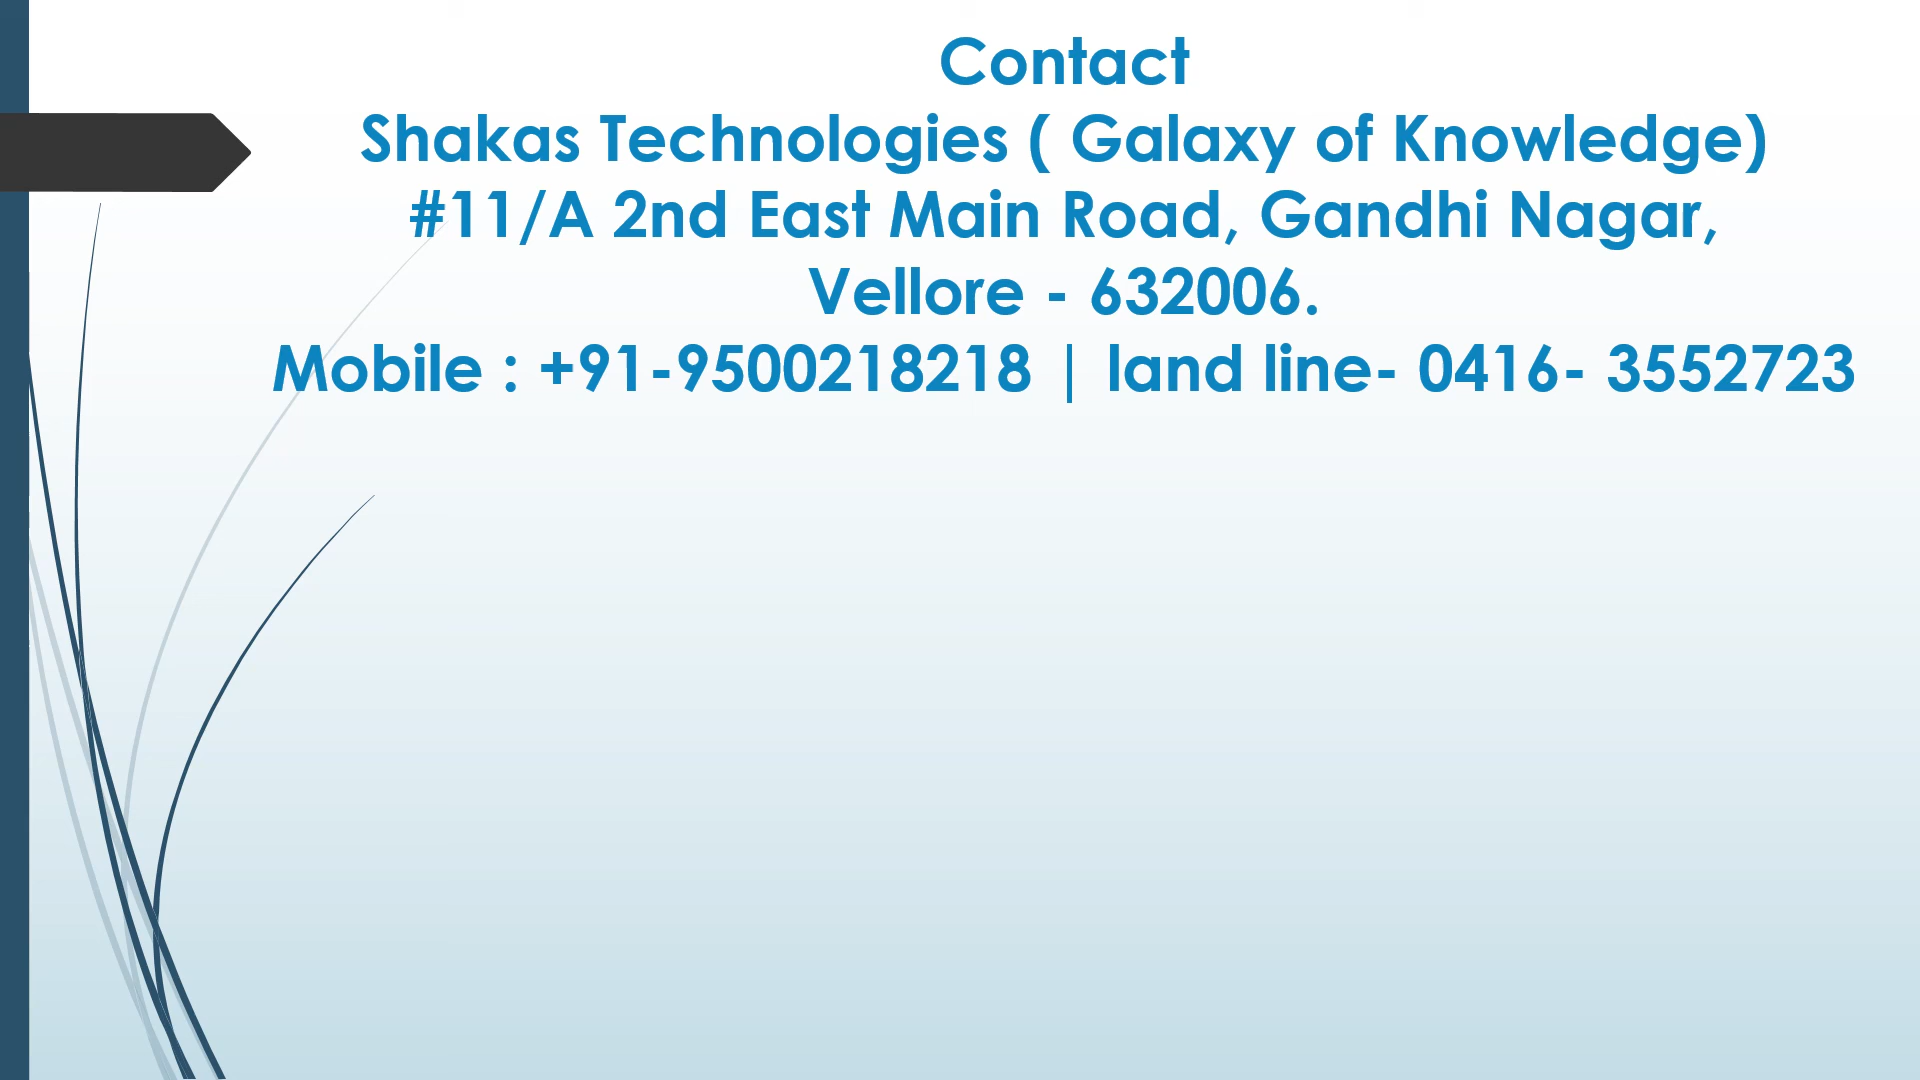 Contact
Shakas Technologies ( Galaxy of Knowledge)
#11/A 2nd East Main Road, Gandhi Nagar,
Vellore - 632006.
Mobile : +91-9500218218 | land line- 0416- 3552723